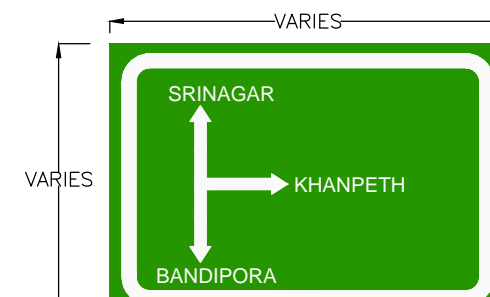 VARIES
SRINAGAR
VARIES
KHANPETH
BANDIPORA